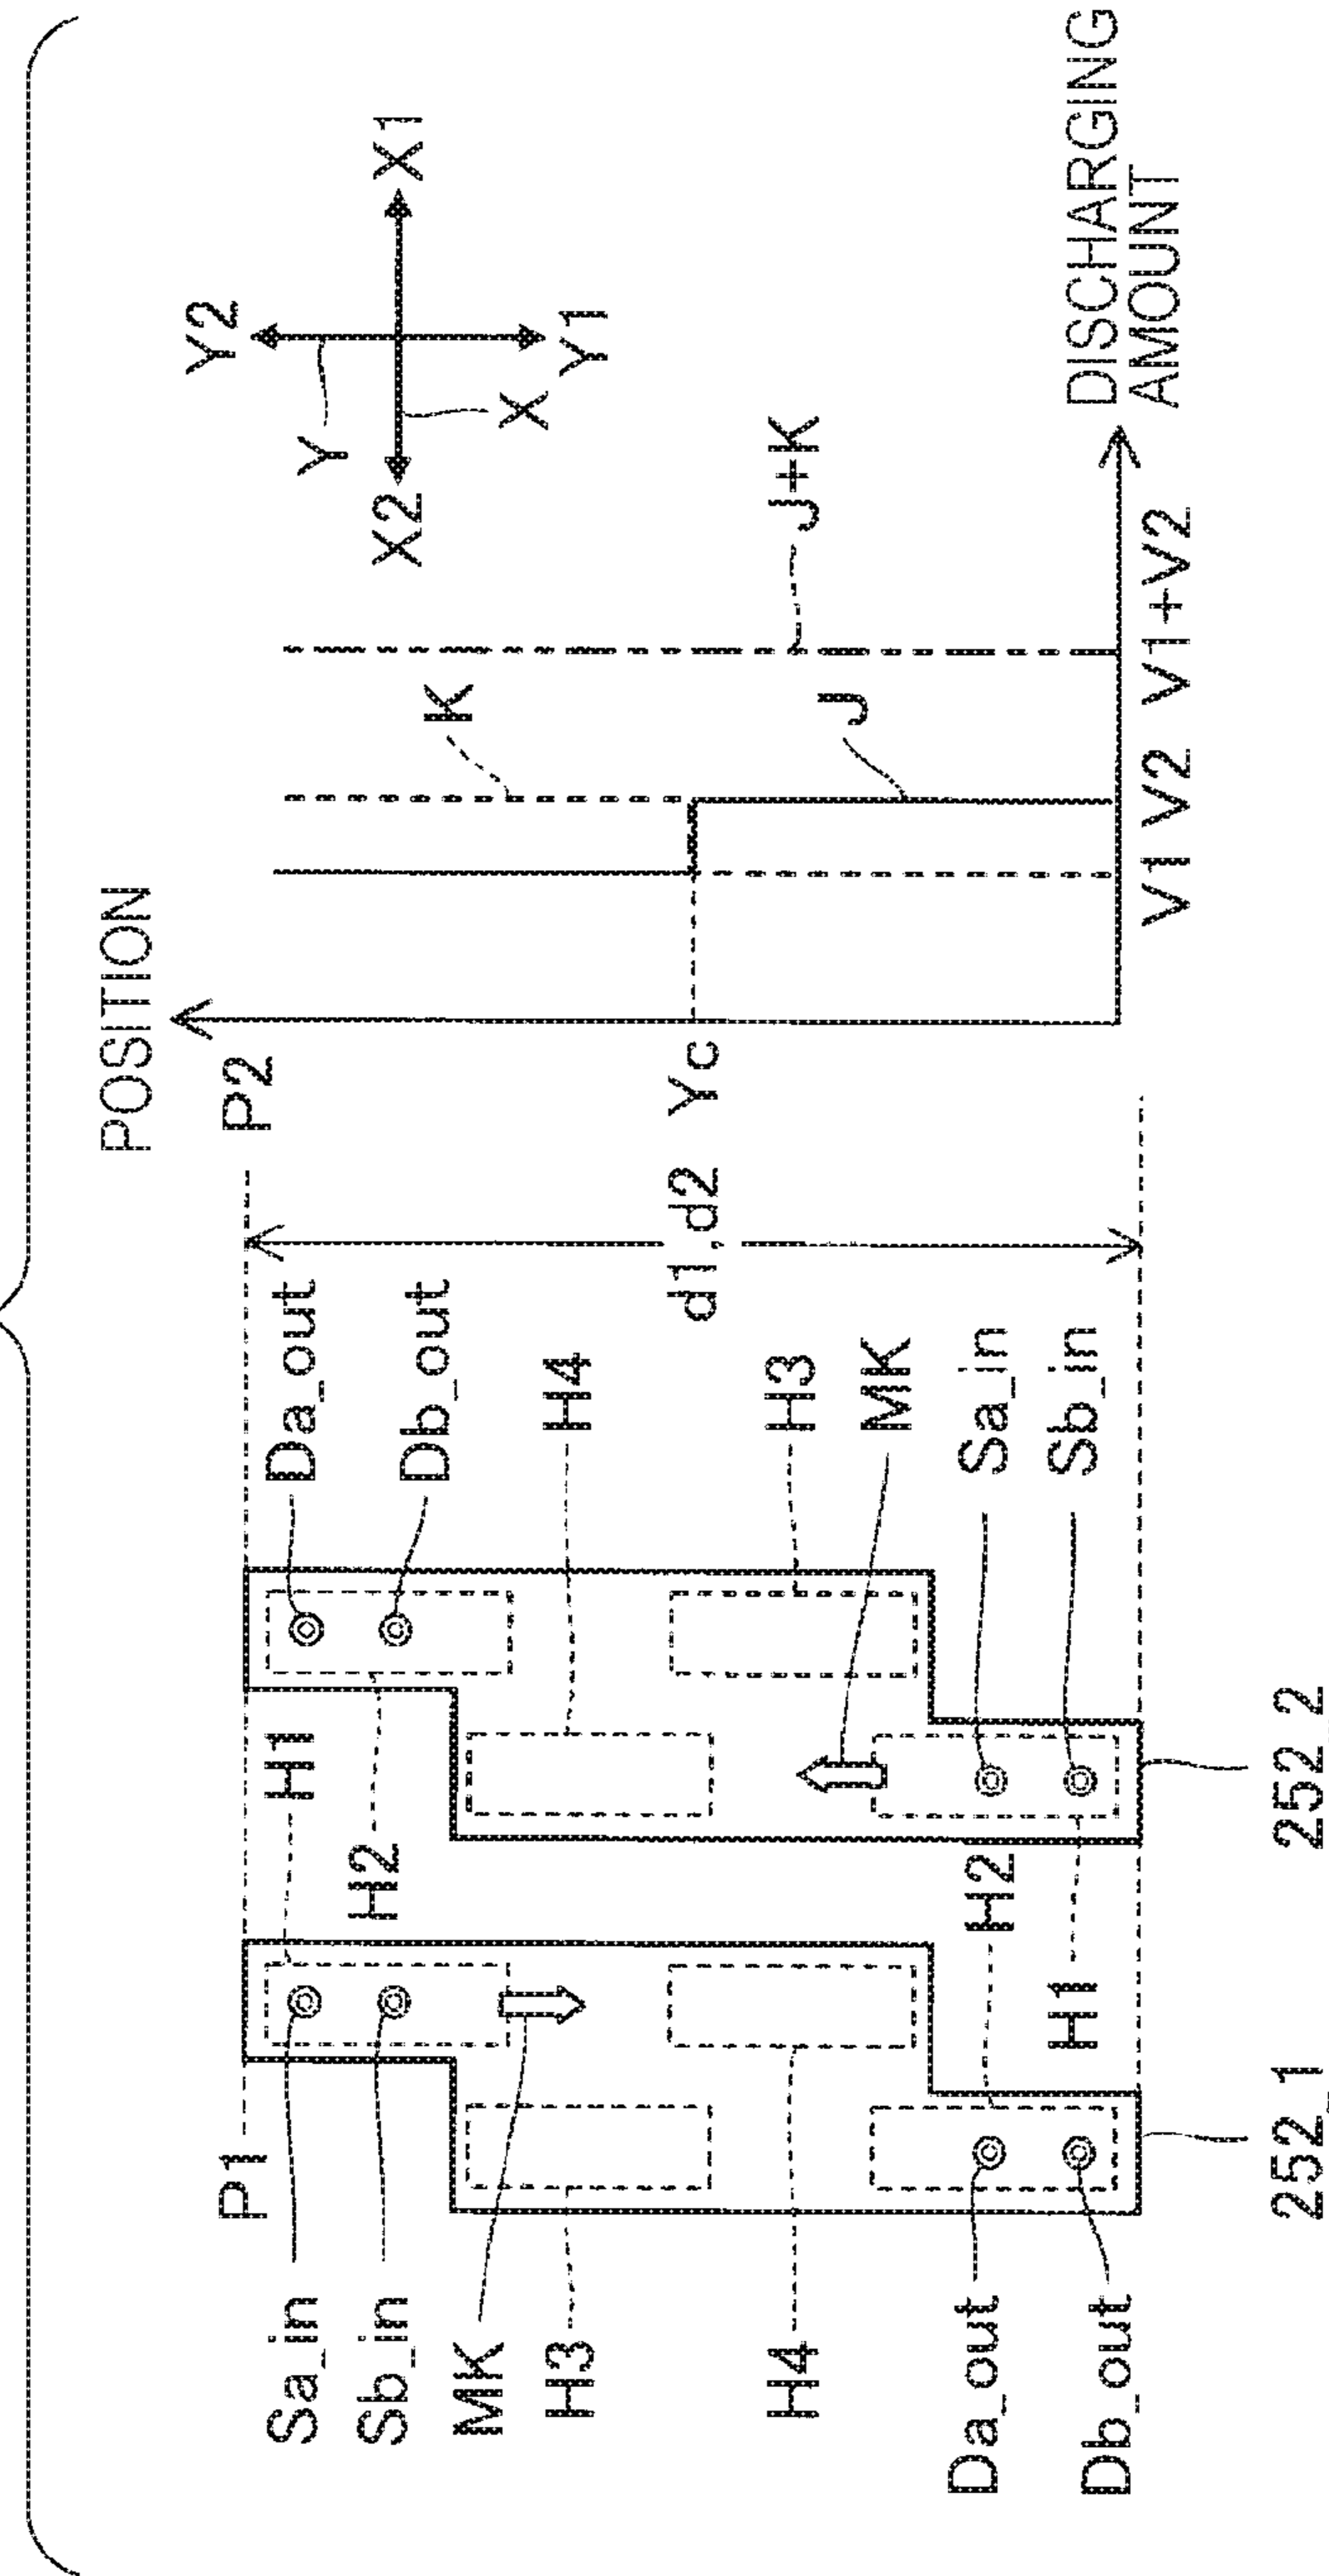 POSITION
P1
P2
Y2
Y
X2
X1
X
Y1
Sa_in
Sb_in
MK
H3
H4
Da_out
Db_out
H1
H2
H2
H1
Da_out
Db_out
H4
H3
MK
Sa_in
Sb_in
d1,d2
Yc
K
J
J+K
V1 V2 V1+V2
DISCHARGING
AMOUNT
252_1
252_2